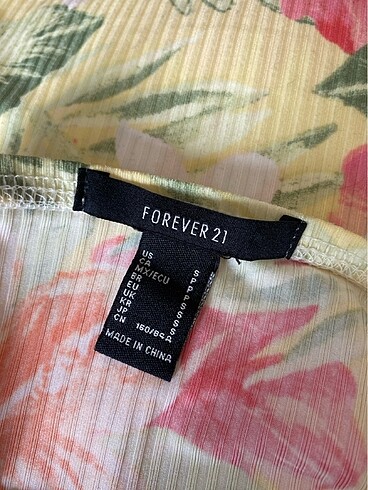 FOREVER 21
US S
CA P
MX/ECU P
BR P
EU S
UK S
KR S
JP S
CN 160/84A
MADE IN CHINA